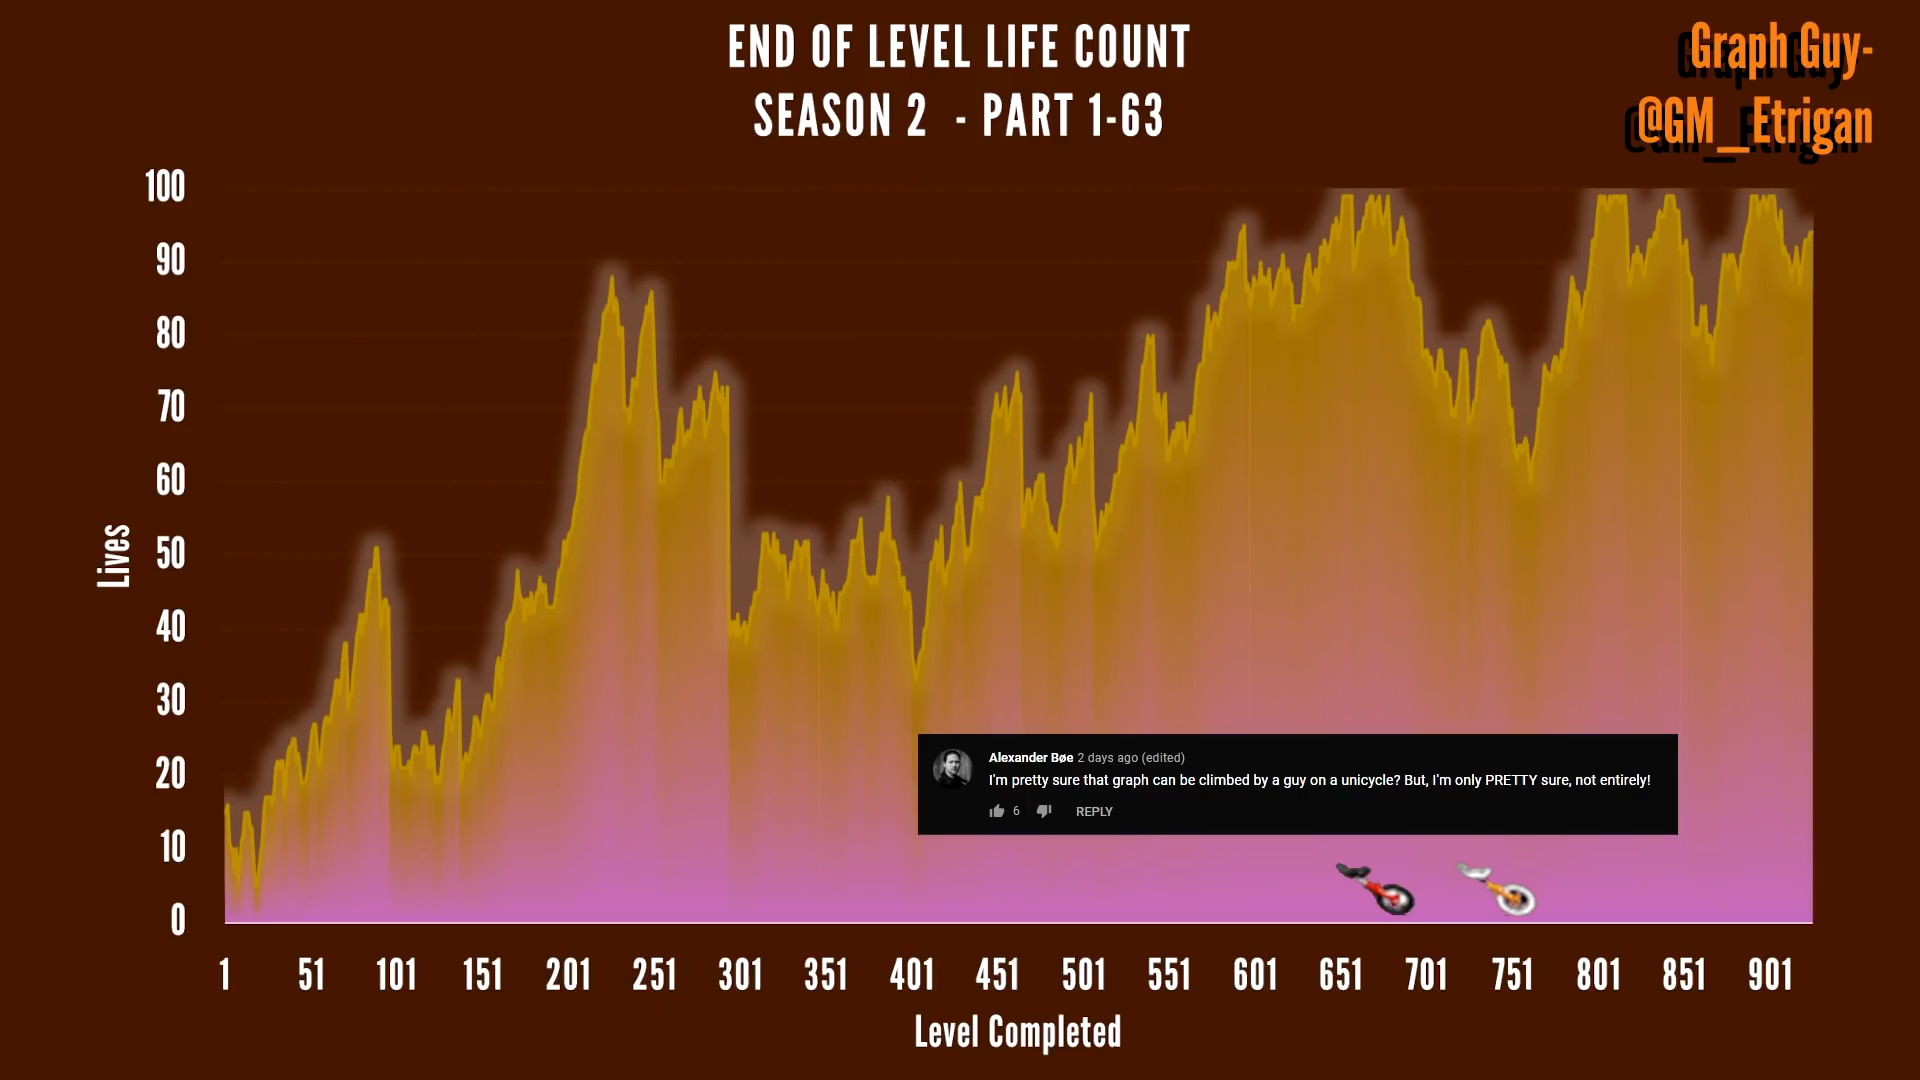 END OF LEVEL LIFE COUNT
SEASON 2 - PART 1-63
Graph Guy-
@GM__Etrigan
100
90
80
70
60
50
40
30
20
10
0
Lives
Alexander Bøe 2 days ago (edited)
I'm pretty sure that graph can be climbed by a guy on a unicycle? But, I'm only PRETTY sure, not entirely!
6 REPLY
1 51 101 151 201 251 301 351 401 451 501 551 601 651 701 751 801 851 901
Level Completed